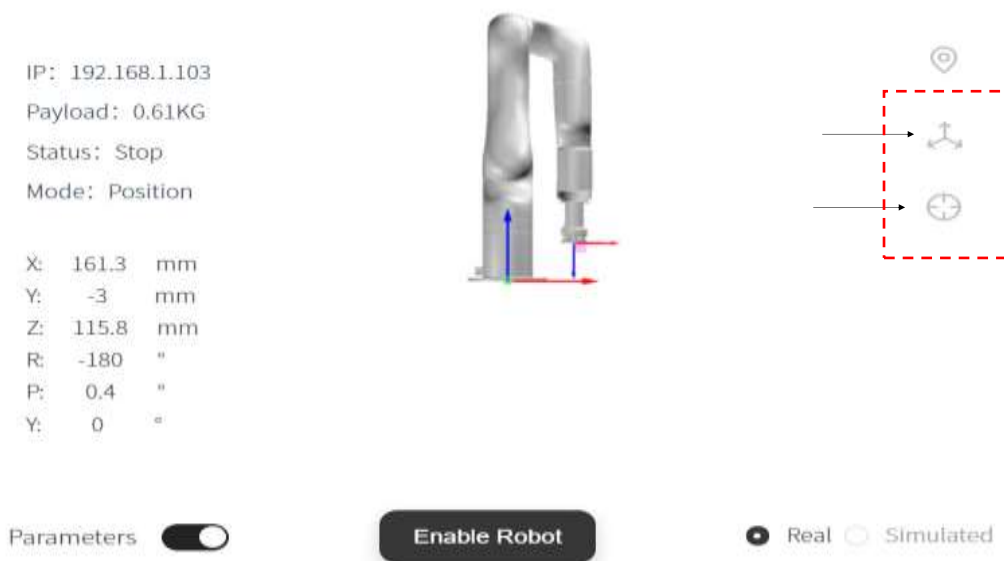 IP: 192.168.1.103
Payload: 0.61KG
Status: Stop
Mode: Position
X: 161.3 mm
Y: -3 mm
Z: 115.8 mm
R: -180 °
P: 0.4 °
Y: 0 °
Parameters
Enable Robot
Real
Simulated